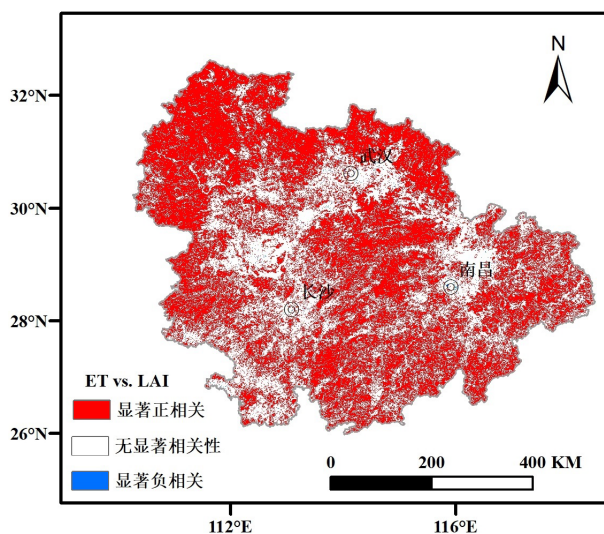 N
32°N
武汉
30°N
南昌
长沙
28°N
ET vs. LAI
显著正相关
无显著相关性
26°N
显著负相关
0 200 400 KM
112°E 116°E